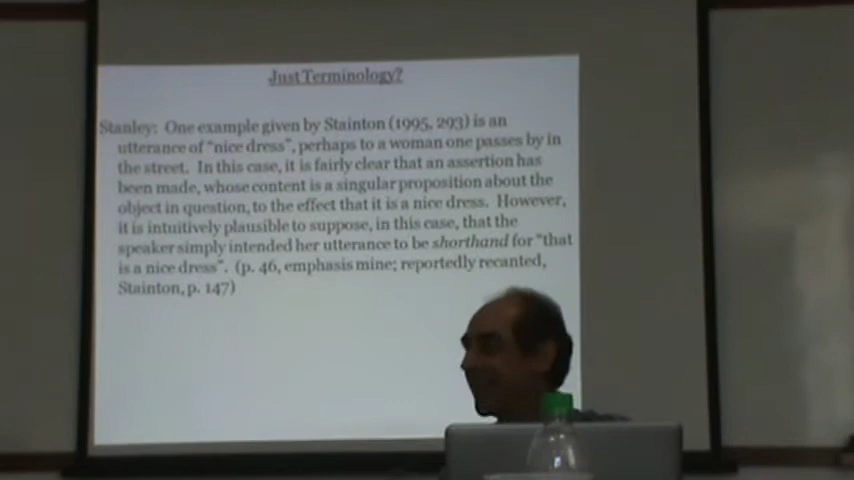 Just Terminology?
Stanley: One example given by Stainton (1995, 293) is an
utterance of "nice dress", perhaps to a woman one passes by in
the street. In this case, it is fairly clear that an assertion has
been made, whose content is a singular proposition about the
object in question, to the effect that it is a nice dress. However,
it is intuitively plausible to suppose, in this case, that the
speaker simply intended her utterance to be shorthand for "that
is a nice dress". (p. 46, emphasis mine; reportedly recanted,
Stainton, p. 147)